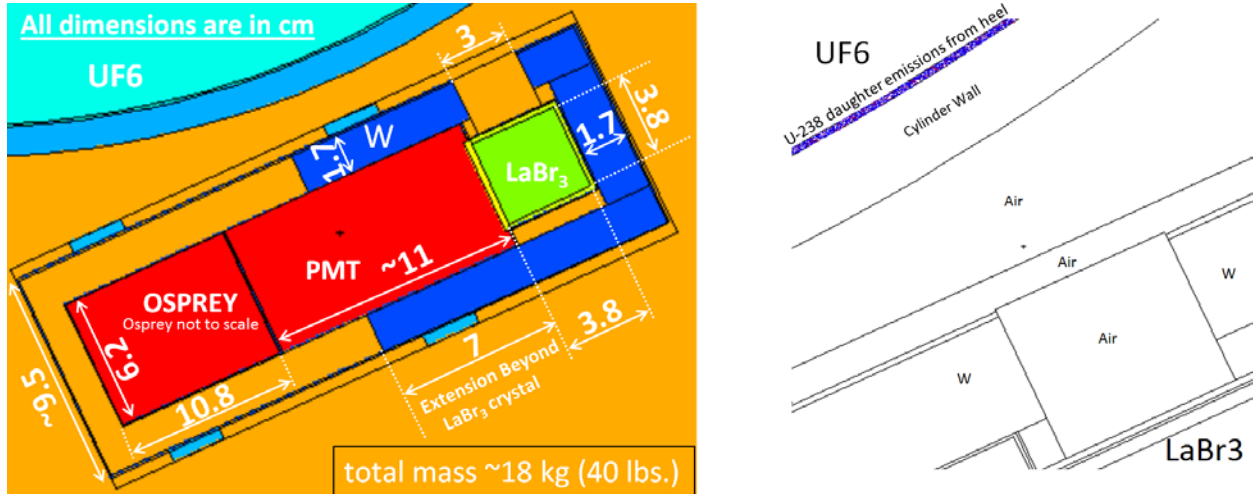 All dimensions are in cm
UF6
3
3.8
1.7
W
1.7
LaBr3
PMT
~11
OSPREY
Osprey not to scale
6.2
~9.5
10.8
7
3.8
Extension Beyond
LaBr3 crystal
total mass ~18 kg (40 lbs.)
UF6
U-238 daughter emissions from heel
Cylinder Wall
Air
Air
W
Air
W
LaBr3